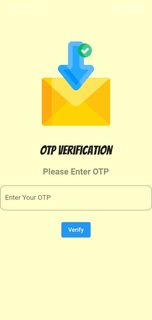 OTP VERIFICATION
Please Enter OTP
Enter Your OTP
Verify